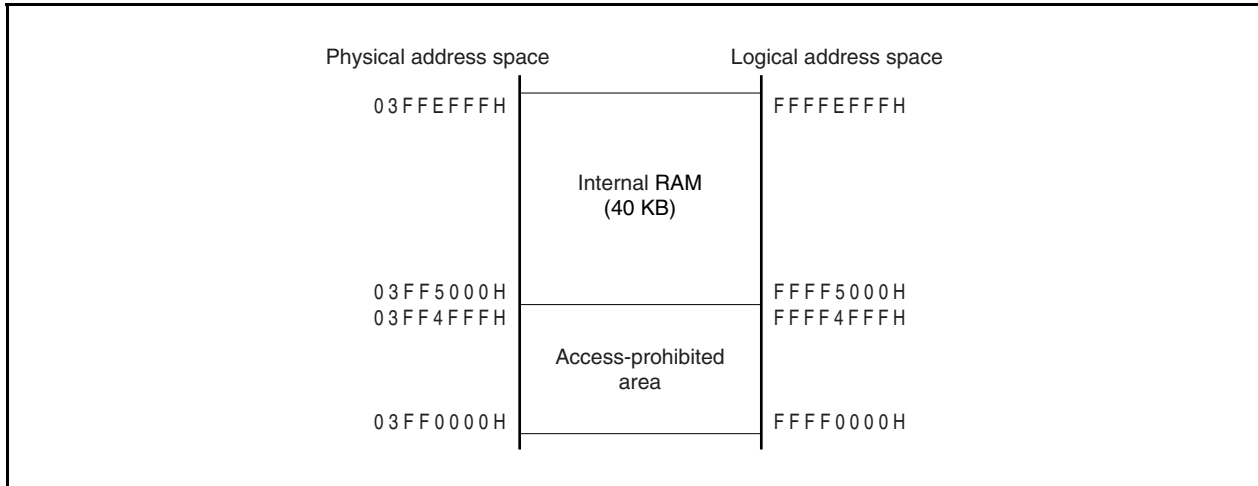 Physical address space
Logical address space
03FFEFFFH
FFFFEFFFH
Internal RAM
(40 KB)
03FF5000H
FFFF5000H
03FF4FFFH
FFFF4FFFH
Access-prohibited
area
03FF0000H
FFFF0000H